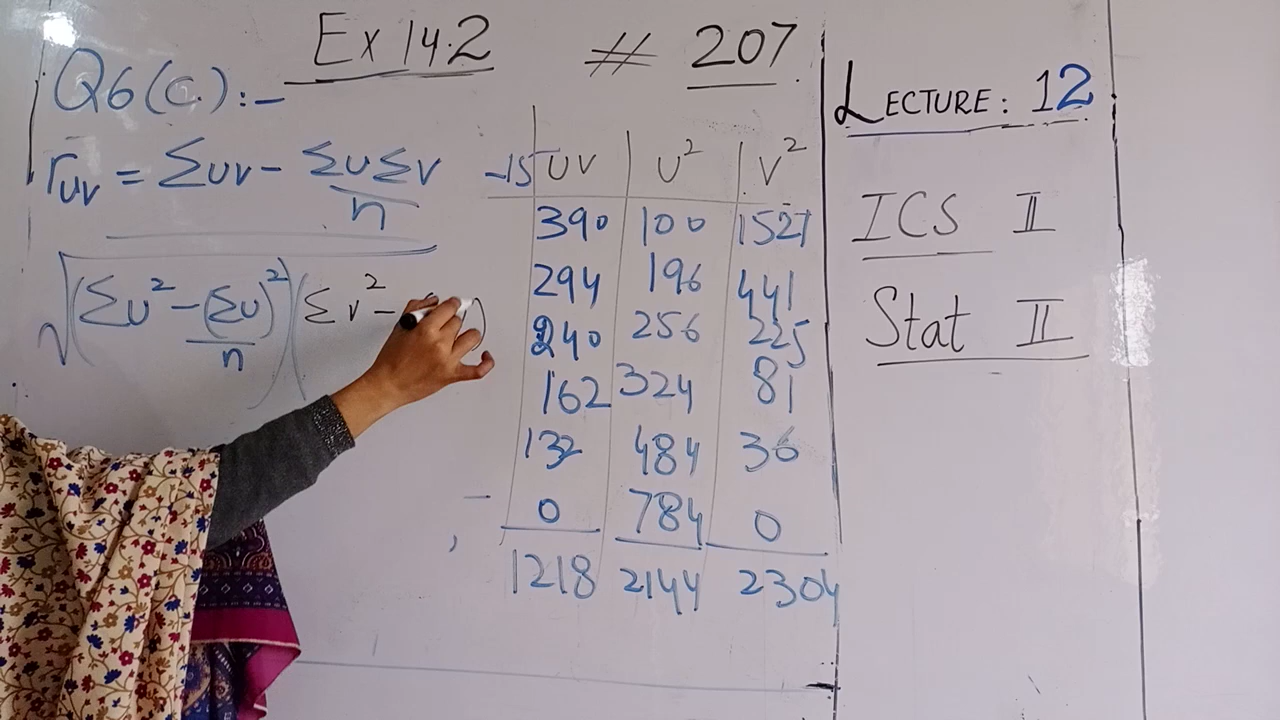 Ex 14.2 # 207
Q6(C.):-
r_uv = ΣUV - ΣUΣV / n
√(ΣU² - (ΣU)² / n)(ΣV² - )
-15 UV | U² | V²
390 100 1521
294 196 441
240 256 225
162 324 81
132 484 36
0 784 0
1218 2144 2304
LECTURE: 12
ICS II
Stat II